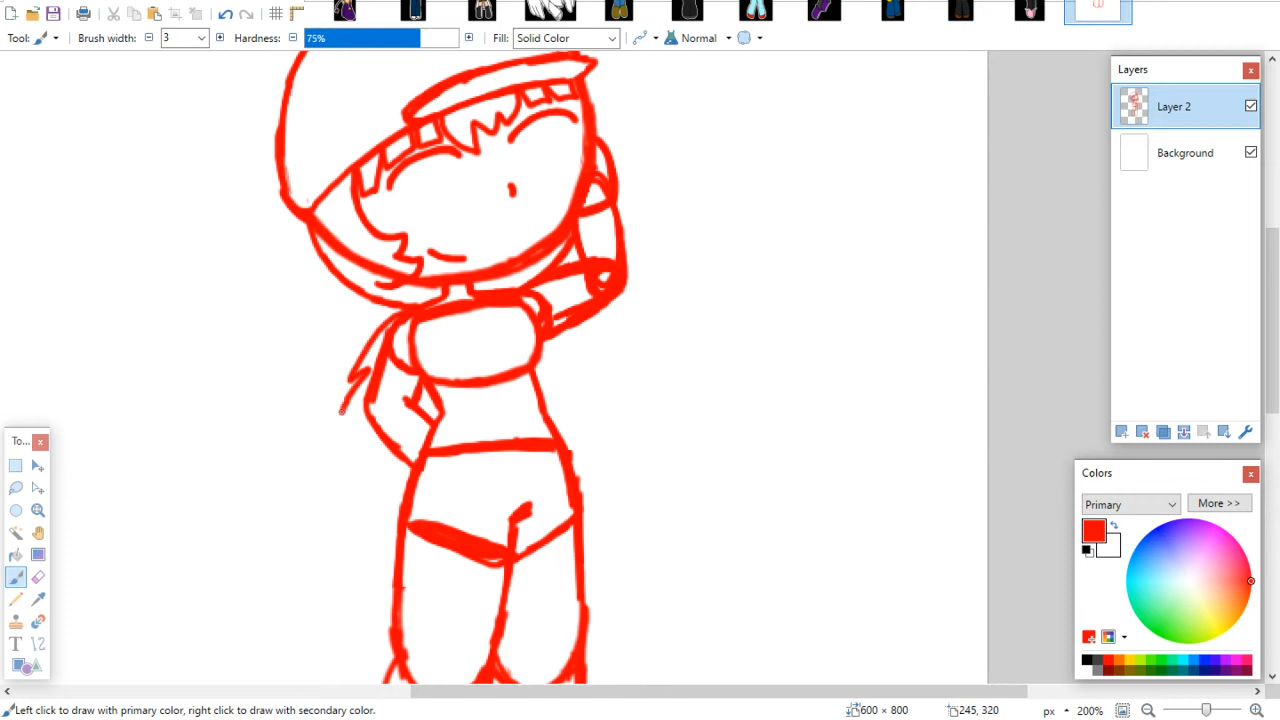 Tool:
Brush width:
3
Hardness:
75%
Fill:
Solid Color
Normal
Layers
Layer 2
Background
To...
Colors
Primary
More >>
Left click to draw with primary color, right click to draw with secondary color.
600 × 800
245, 320
px
200%